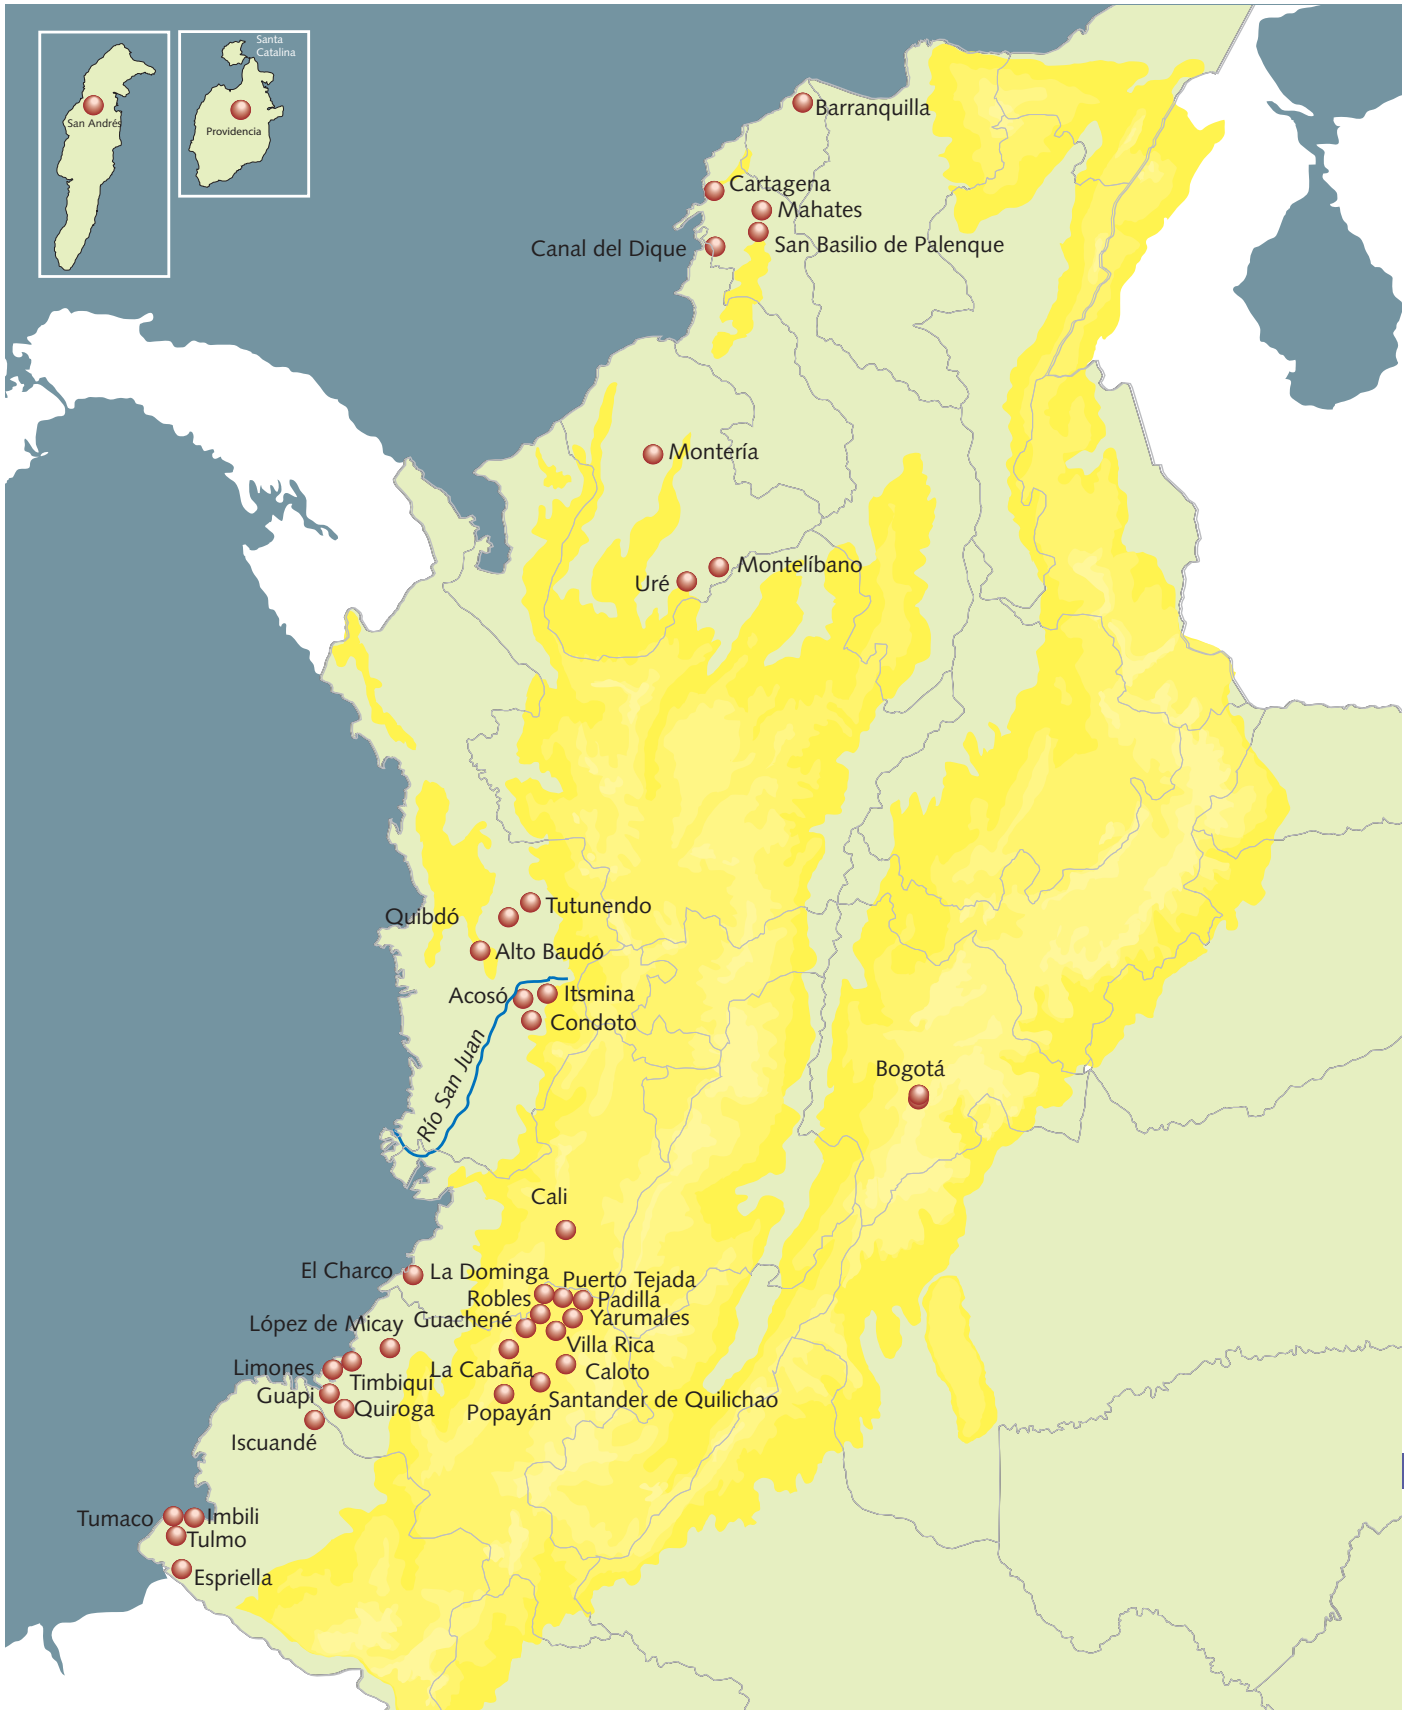 Santa
Catalina
San Andrés
Providencia
Barranquilla
Cartagena
Mahates
San Basilio de Palenque
Canal del Dique
Montería
Montelíbano
Uré
Tutunendo
Quibdó
Alto Baudó
Acosó
Itsmina
Condoto
Río San Juan
Bogotá
Cali
El Charco
La Dominga
Puerto Tejada
Robles
Padilla
Guachené
Yarumales
López de Micay
Villa Rica
Limones
Timbiquí
La Cabaña
Caloto
Guapi
Quiroga
Popayán
Santander de Quilichao
Iscuandé
Tumaco
Imbili
Tulmo
Espriella